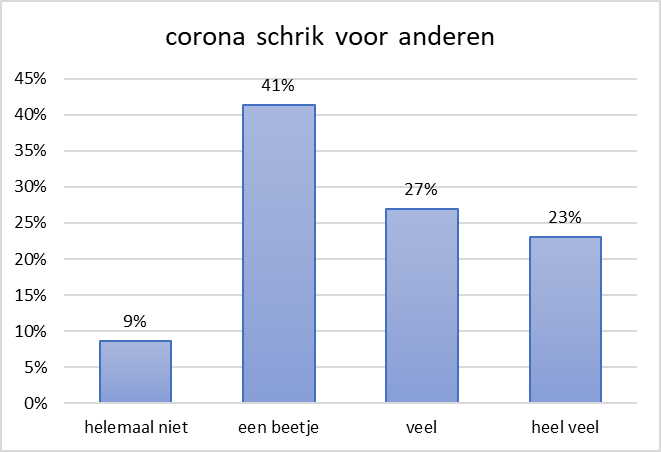 corona schrik voor anderen
45%
40%
35%
30%
25%
20%
15%
10%
5%
0%
9%
41%
27%
23%
helemaal niet
een beetje
veel
heel veel